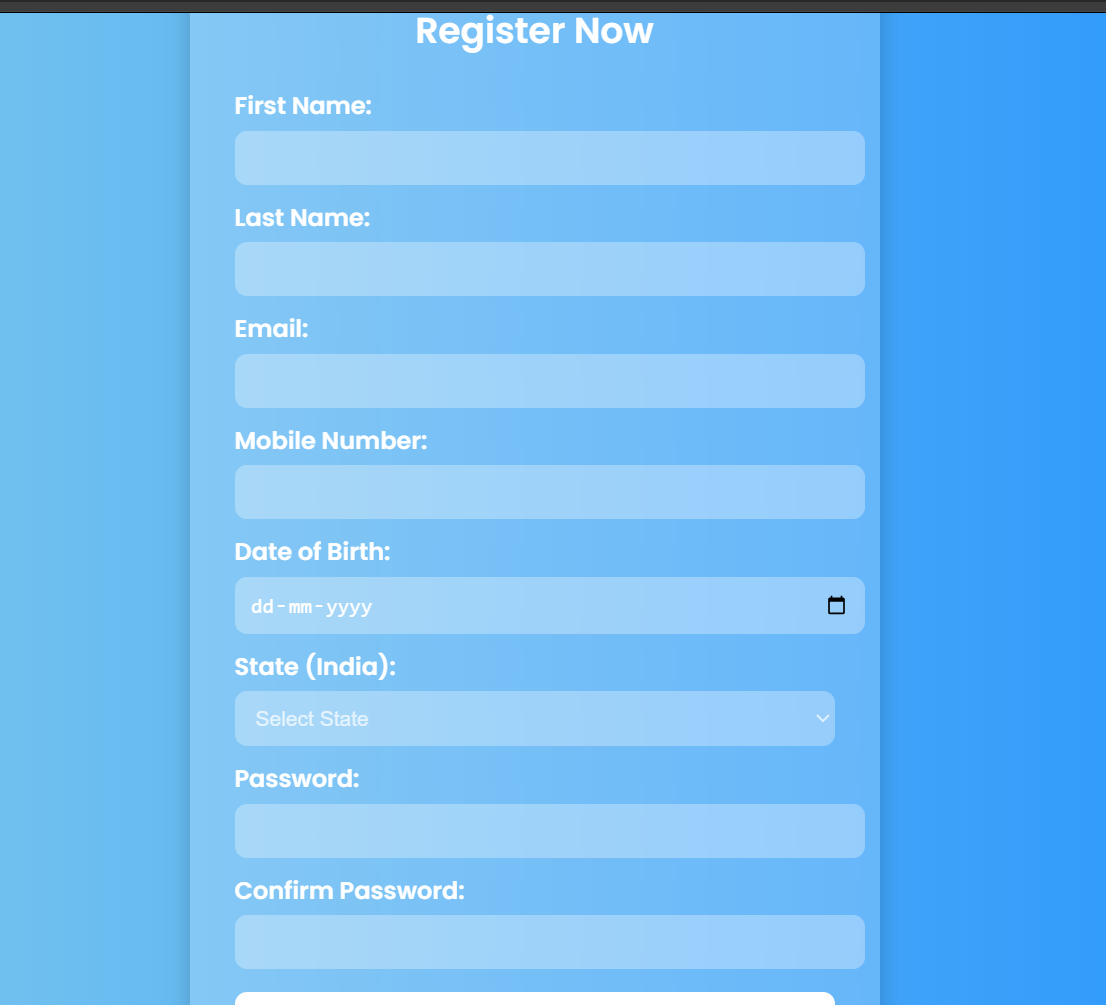 Register Now
First Name:
Last Name:
Email:
Mobile Number:
Date of Birth:
dd-mm-yyyy
State (India):
Select State
Password:
Confirm Password: